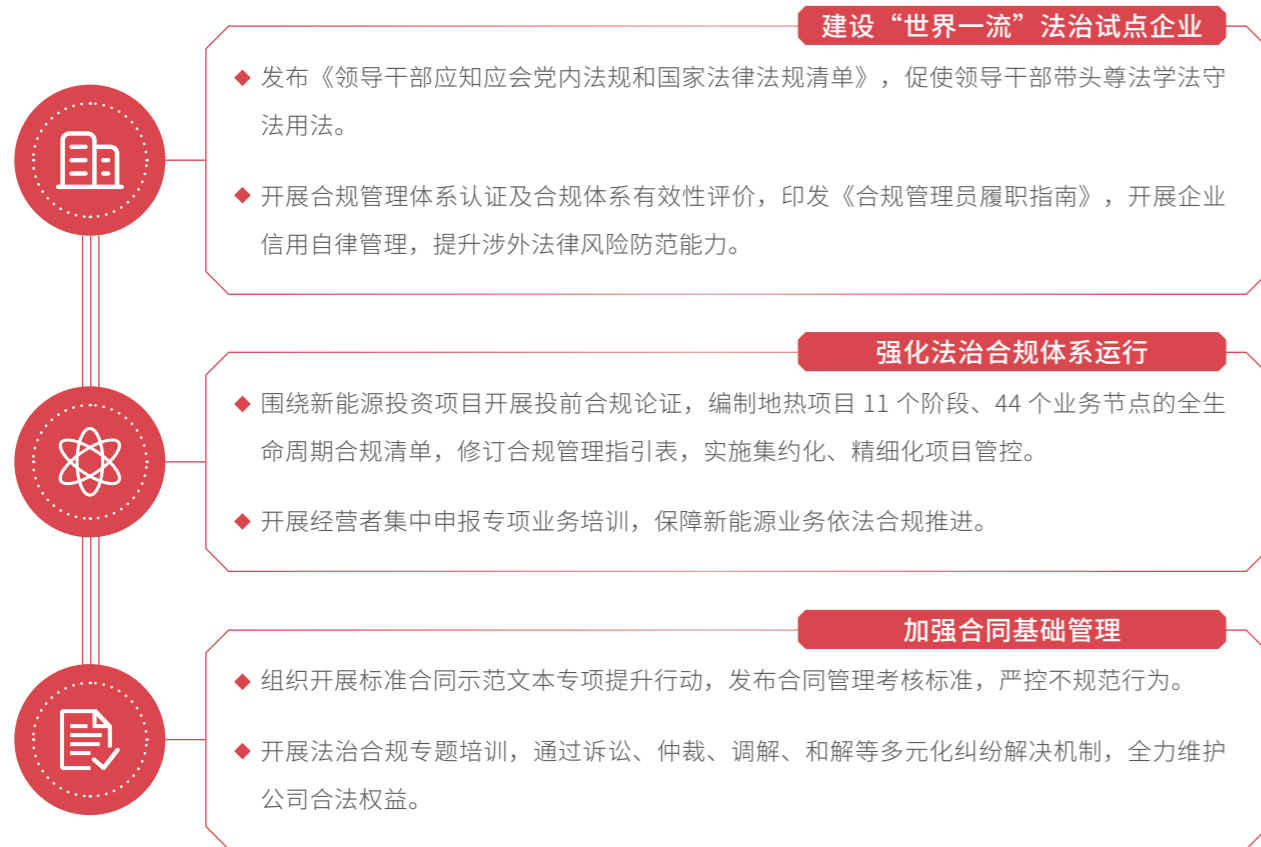 建设“世界一流”法治试点企业
发布《领导干部应知应会党内法规和国家法律法规清单》，促使领导干部带头尊法学法守
法用法。
开展合规管理体系认证及合规体系有效性评价，印发《合规管理员履职指南》，开展企业
信用自律管理，提升涉外法律风险防范能力。
强化法治合规体系运行
围绕新能源投资项目开展投前合规论证，编制地热项目 11 个阶段、44 个业务节点的全生
命周期合规清单，修订合规管理指引表，实施集约化、精细化项目管控。
开展经营者集中申报专项业务培训，保障新能源业务依法合规推进。
加强合同基础管理
组织开展标准合同示范文本专项提升行动，发布合同管理考核标准，严控不规范行为。
开展法治合规专题培训，通过诉讼、仲裁、调解、和解等多元化纠纷解决机制，全力维护
公司合法权益。